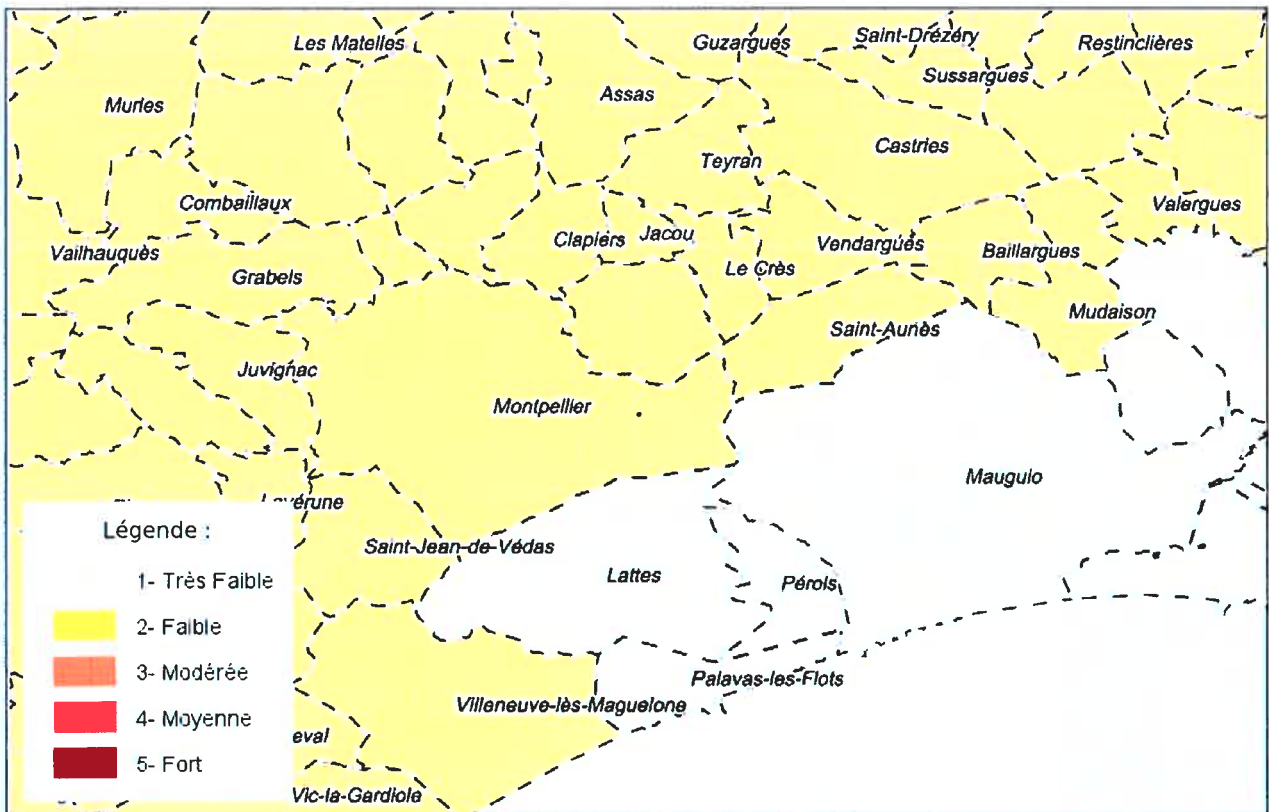 Les Matelles
Guzargues
Saint-Drézéry
Restinclières
Sussargues
Murles
Assas
Castries
Teyran
Combaillaux
Valergues
Vailhauquès
Clapiers
Jacou
Vendargues
Baillargues
Grabels
Le Crès
Mudaison
Saint-Aunès
Juvignac
Montpellier
Mauguio
Lavérune
Saint-Jean-de-Védas
Lattes
Pérols
Palavas-les-Flots
Villeneuve-lès-Maguelone
eval
Vic-la-Gardiole
Légende :
1- Très Faible
2- Faible
3- Modérée
4- Moyenne
5- Fort